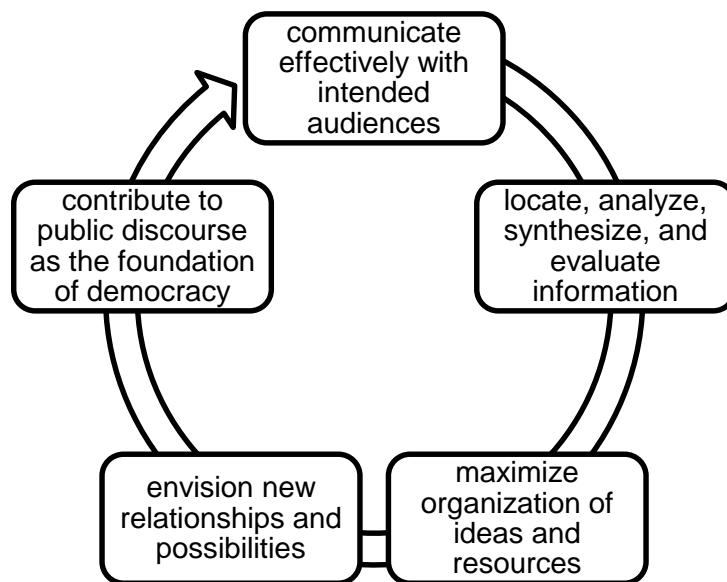 communicate
effectively with
intended
audiences
locate, analyze,
synthesize, and
evaluate
information
maximize
organization of
ideas and
resources
envision new
relationships and
possibilities
contribute to
public discourse
as the foundation
of democracy